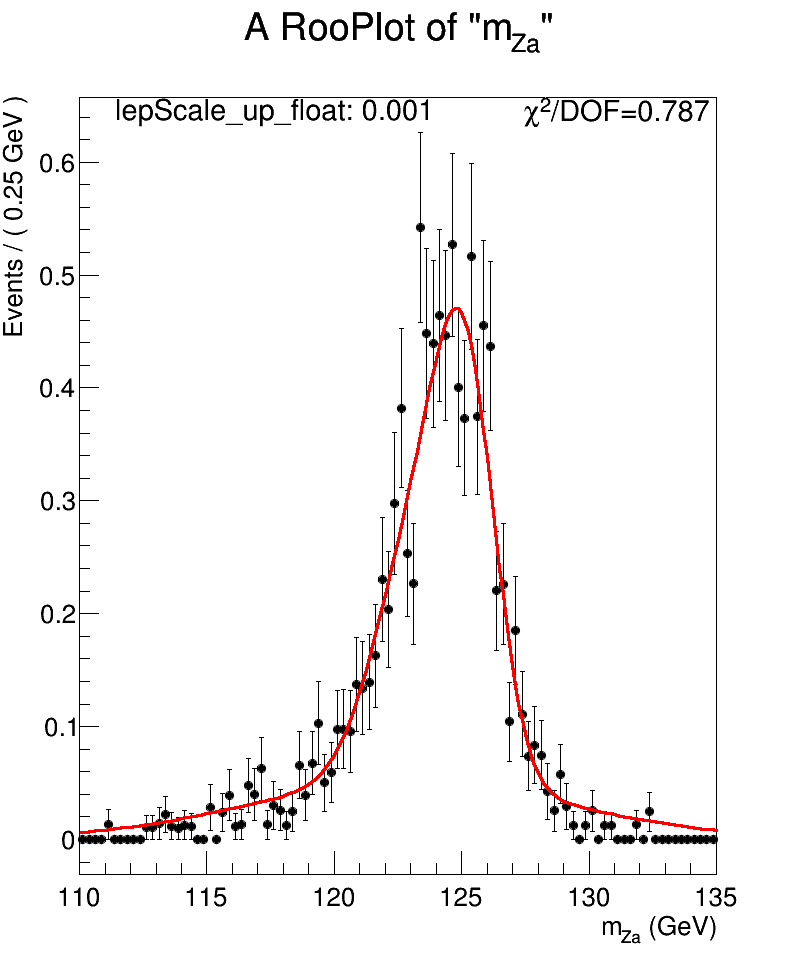 A RooPlot of "m_Za"
lepScale_up_float: 0.001
χ²/DOF=0.787
Events / ( 0.25 GeV )
0.6
0.5
0.4
0.3
0.2
0.1
0
110 115 120 125 130 135
m_Za (GeV)